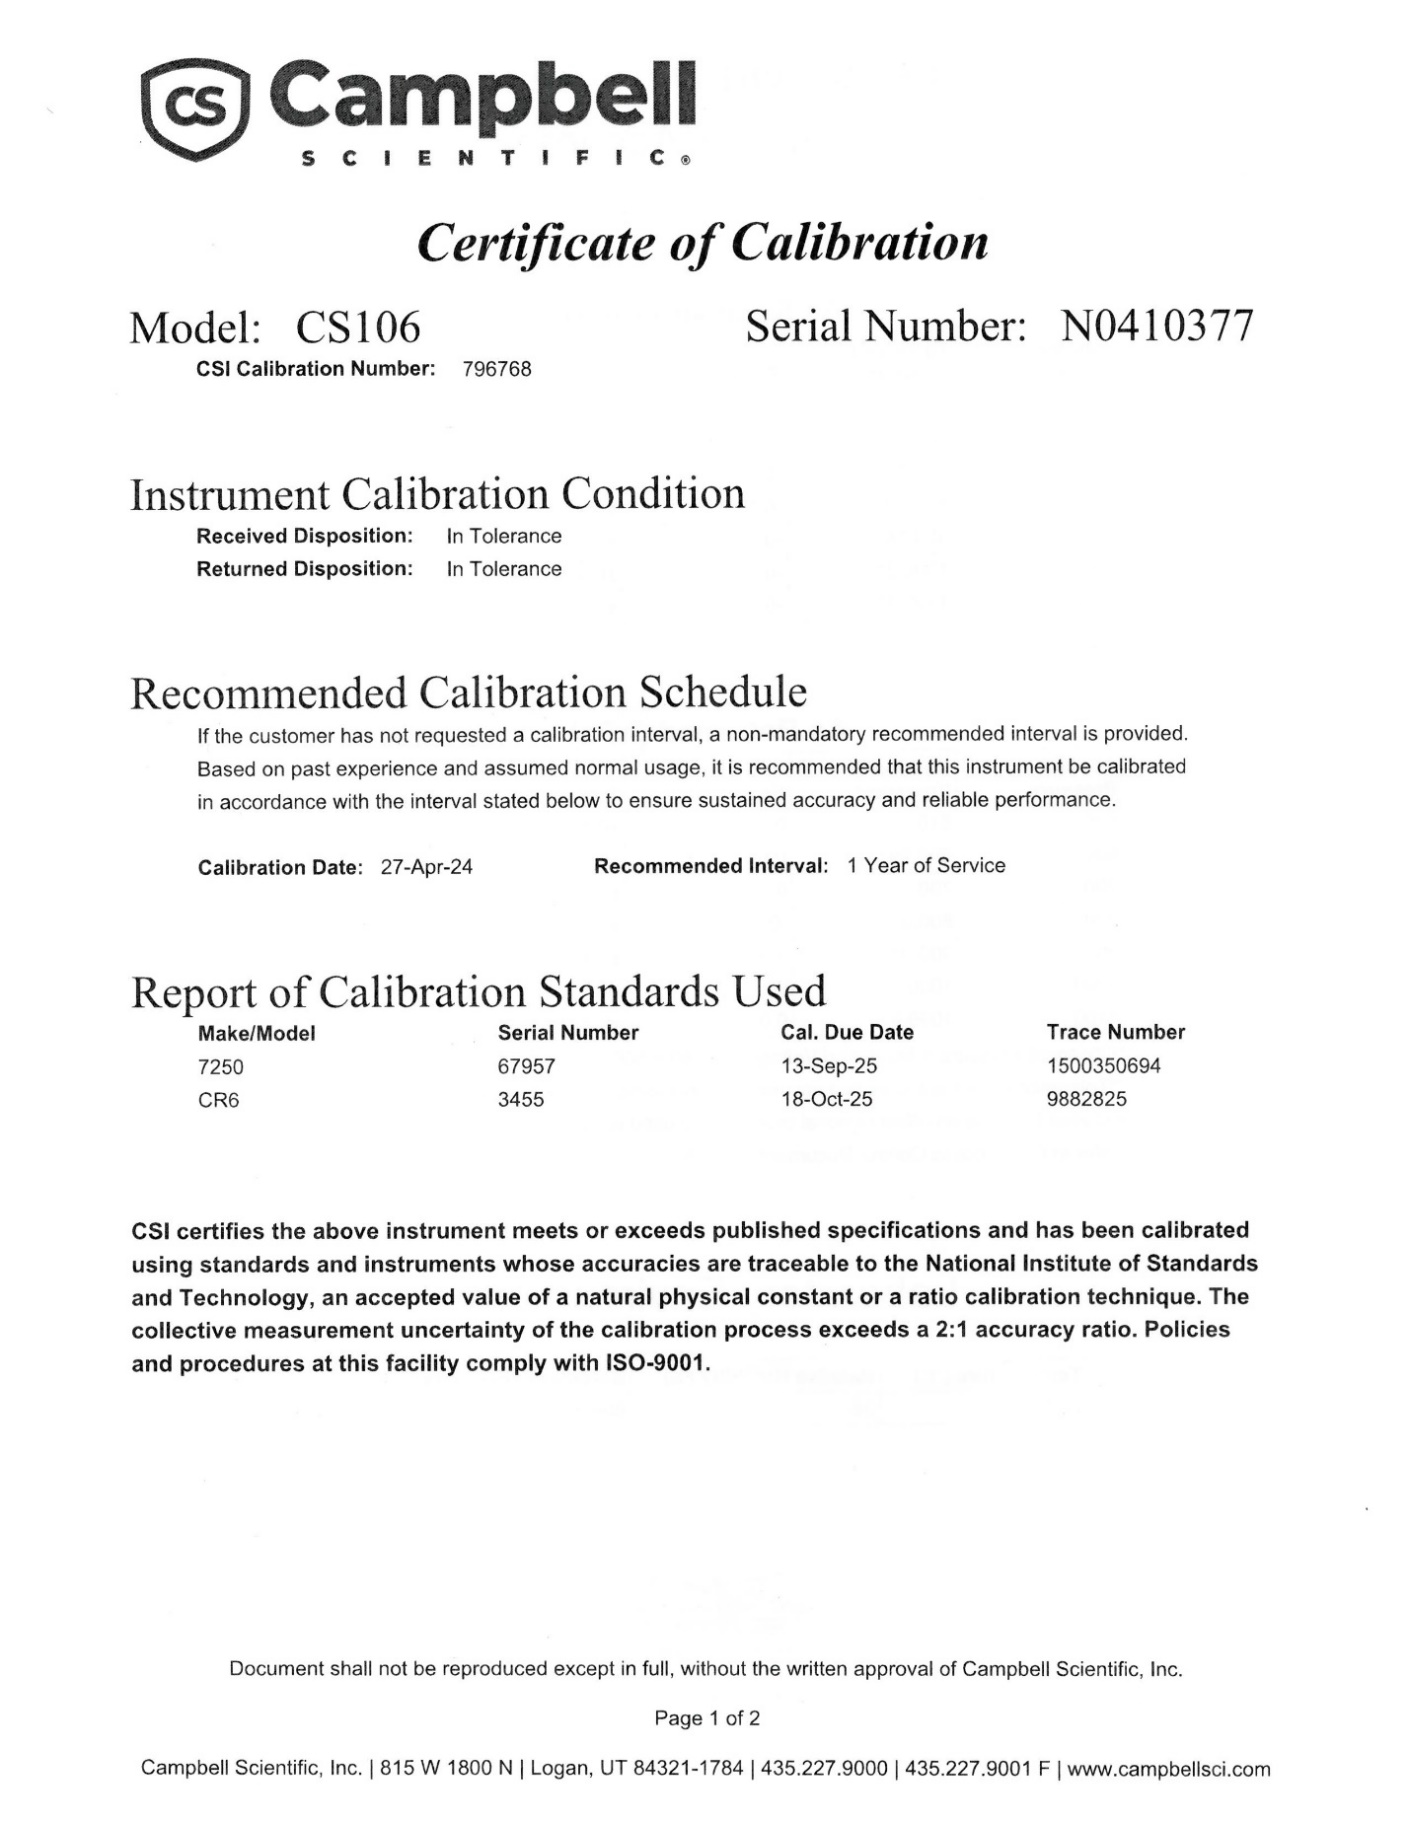 CS Campbell
SCIENTIFIC®
Certificate of Calibration
Model: CS106 Serial Number: N0410377
CSI Calibration Number: 796768
Instrument Calibration Condition
Received Disposition: In Tolerance
Returned Disposition: In Tolerance
Recommended Calibration Schedule
If the customer has not requested a calibration interval, a non-mandatory recommended interval is provided.
Based on past experience and assumed normal usage, it is recommended that this instrument be calibrated
in accordance with the interval stated below to ensure sustained accuracy and reliable performance.
Calibration Date: 27-Apr-24 Recommended Interval: 1 Year of Service
Report of Calibration Standards Used
Make/Model Serial Number Cal. Due Date Trace Number
7250 67957 13-Sep-25 1500350694
CR6 3455 18-Oct-25 9882825
CSI certifies the above instrument meets or exceeds published specifications and has been calibrated
using standards and instruments whose accuracies are traceable to the National Institute of Standards
and Technology, an accepted value of a natural physical constant or a ratio calibration technique. The
collective measurement uncertainty of the calibration process exceeds a 2:1 accuracy ratio. Policies
and procedures at this facility comply with ISO-9001.
Document shall not be reproduced except in full, without the written approval of Campbell Scientific, Inc.
Page 1 of 2
Campbell Scientific, Inc. | 815 W 1800 N | Logan, UT 84321-1784 | 435.227.9000 | 435.227.9001 F | www.campbellsci.com